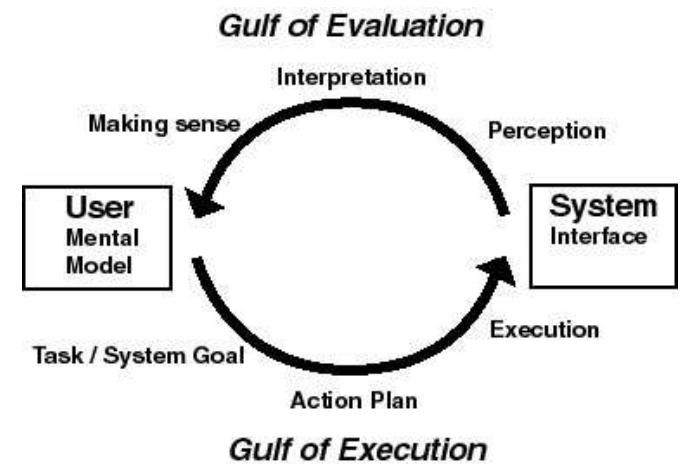 Gulf of Evaluation
Interpretation
Making sense
Perception
User
Mental
Model
System
Interface
Task / System Goal
Execution
Action Plan
Gulf of Execution